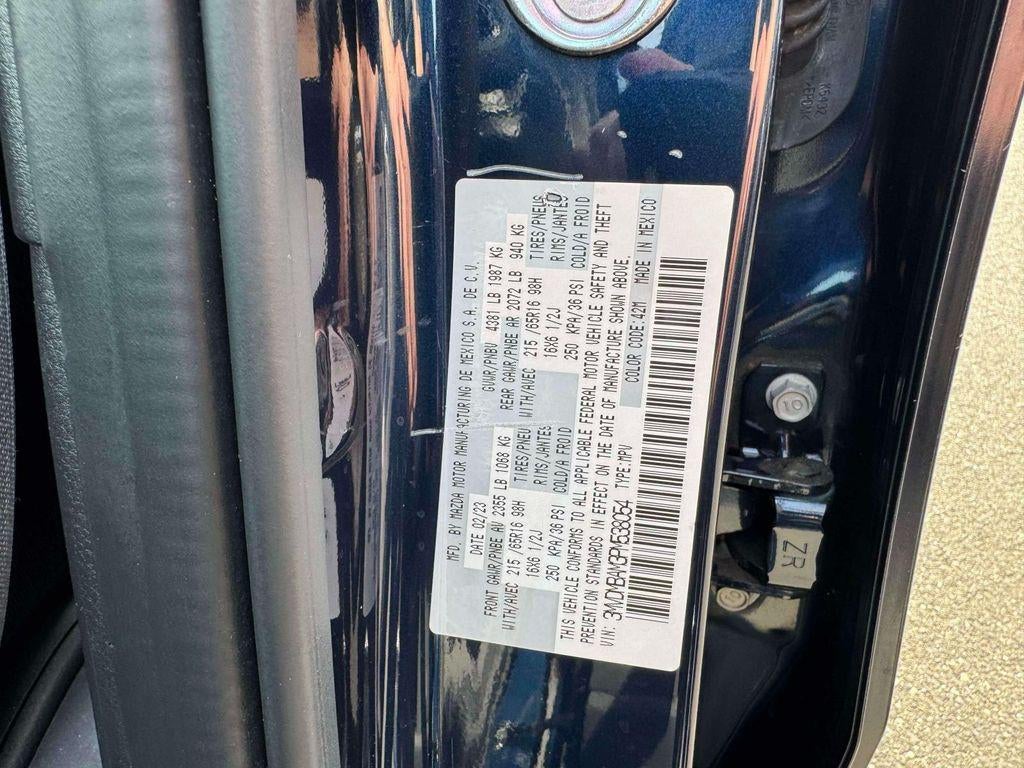 MFD. BY MAZDA MOTOR MANUFACTURING DE MEXICO S.A. DE C.V.
DATE 02/23 GVWR/PNBV 4381 LB 1987 KG
FRONT GAWR/PNBE AV 2355 LB 1068 KG REAR GAWR/PNBE AR 2072 LB 940 KG
WITH/AVEC 215 /65R16 98H TIRES/PNEU WITH/AVEC 215 /65R16 98H TIRES/PNEUS
16X6 1/2J RIMS/JANTES 16X6 1/2J RIMS/JANTES
250 KPA/36 PSI COLD/A FROID 250 KPA/36 PSI COLD/A FROID
THIS VEHICLE CONFORMS TO ALL APPLICABLE FEDERAL MOTOR VEHICLE SAFETY AND THEFT
PREVENTION STANDARDS IN EFFECT ON THE DATE OF MANUFACTURE SHOWN ABOVE.
VIN: TYPE:MPV COLOR CODE:42M MADE IN MEXICO
ZR
10